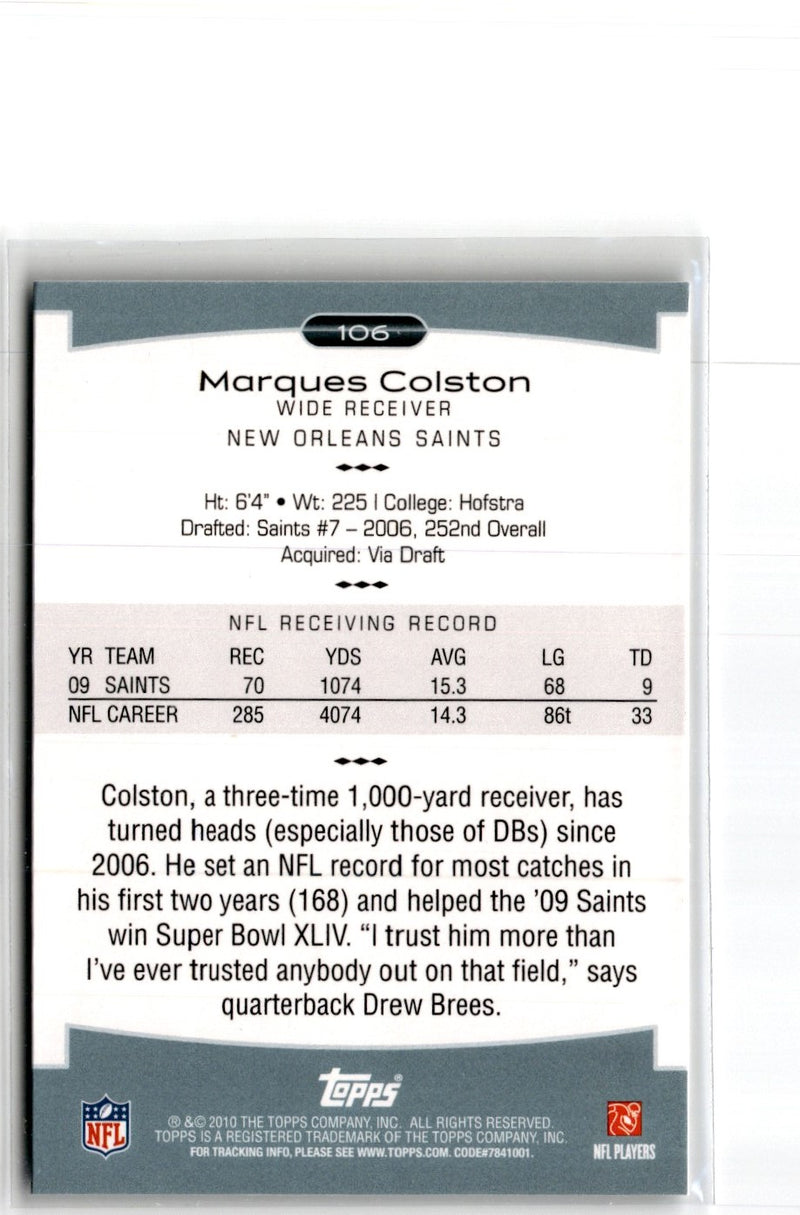 106
Marques Colston
WIDE RECEIVER
NEW ORLEANS SAINTS
Ht: 6'4" • Wt: 225 | College: Hofstra
Drafted: Saints #7 – 2006, 252nd Overall
Acquired: Via Draft
NFL RECEIVING RECORD
YR TEAM REC YDS AVG LG TD
09 SAINTS 70 1074 15.3 68 9
NFL CAREER 285 4074 14.3 86t 33
Colston, a three-time 1,000-yard receiver, has
turned heads (especially those of DBs) since
2006. He set an NFL record for most catches in
his first two years (168) and helped the '09 Saints
win Super Bowl XLIV. “I trust him more than
I've ever trusted anybody out on that field,” says
quarterback Drew Brees.
topps®
® & © 2010 THE TOPPS COMPANY, INC. ALL RIGHTS RESERVED.
TOPPS IS A REGISTERED TRADEMARK OF THE TOPPS COMPANY, INC.
FOR TRACKING INFO, PLEASE SEE WWW.TOPPS.COM. CODE#7841001.
NFL
NFL PLAYERS